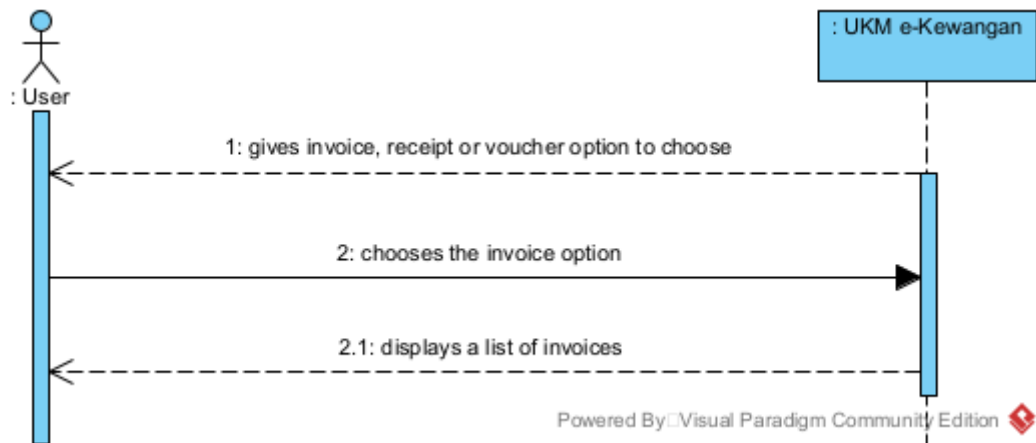 : UKM e-Kewangan
: User
1: gives invoice, receipt or voucher option to choose
2: chooses the invoice option
2.1: displays a list of invoices
Powered By Visual Paradigm Community Edition